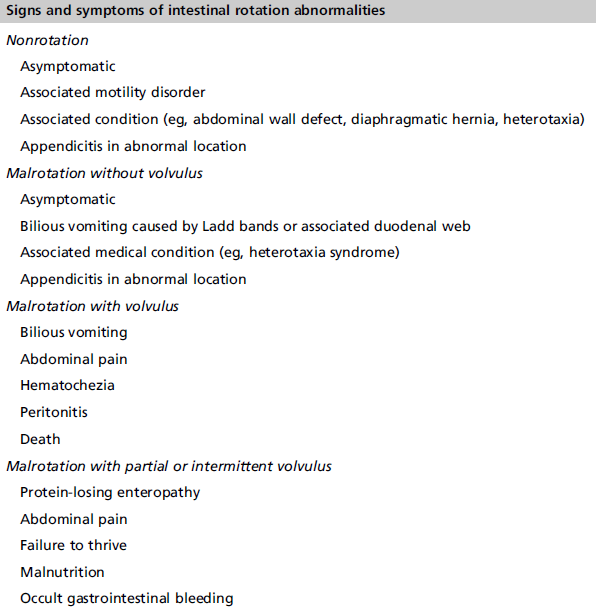 Signs and symptoms of intestinal rotation abnormalities
Nonrotation
Asymptomatic
Associated motility disorder
Associated condition (eg, abdominal wall defect, diaphragmatic hernia, heterotaxia)
Appendicitis in abnormal location
Malrotation without volvulus
Asymptomatic
Bilious vomiting caused by Ladd bands or associated duodenal web
Associated medical condition (eg, heterotaxia syndrome)
Appendicitis in abnormal location
Malrotation with volvulus
Bilious vomiting
Abdominal pain
Hematochezia
Peritonitis
Death
Malrotation with partial or intermittent volvulus
Protein-losing enteropathy
Abdominal pain
Failure to thrive
Malnutrition
Occult gastrointestinal bleeding